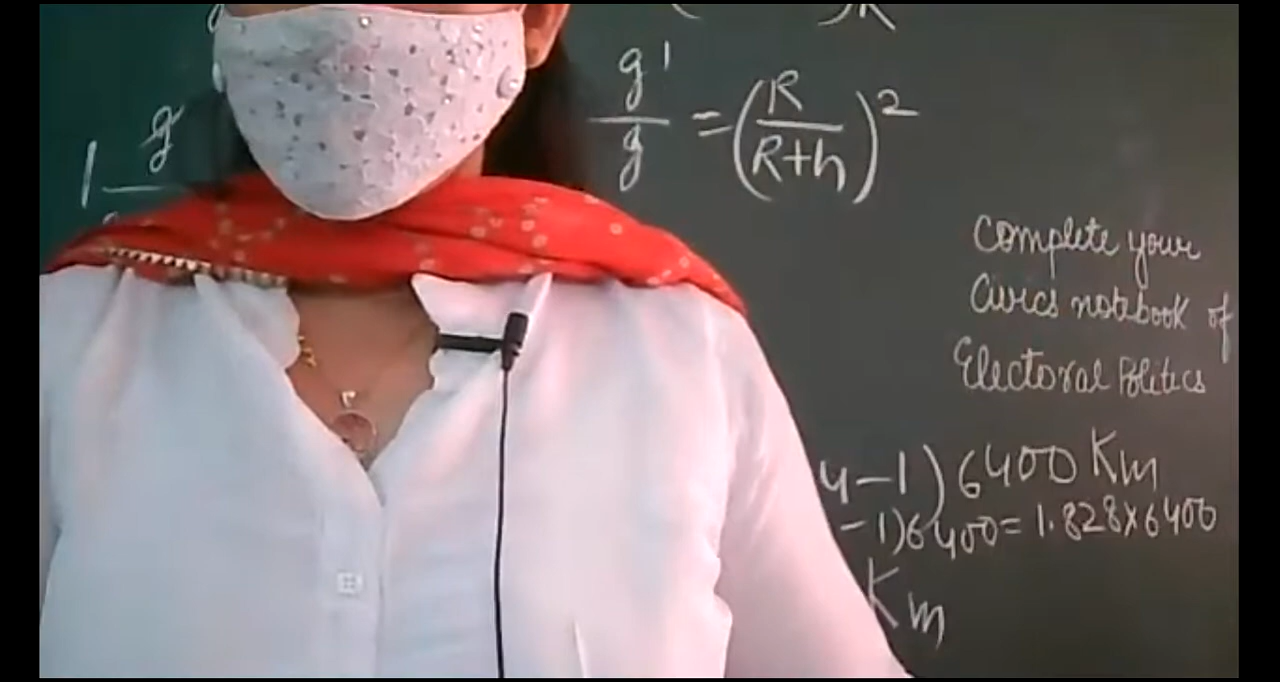 g'/g = (R/(R+h))²
g
Complete your
Civics notebook of
Electoral Politics
4-1) 6400 Km
-1)6400 = 1.828×6400
Km